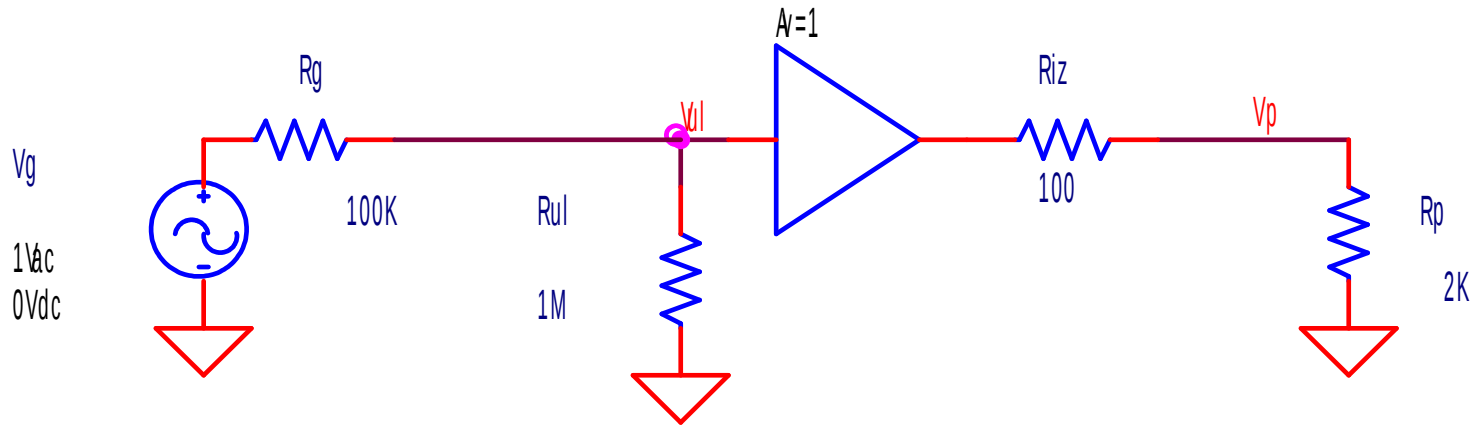 Av=1
Rg
Riz
Vul
Vp
Vg
100K
Rul
100
Rp
1Vac
0Vdc
1M
2K